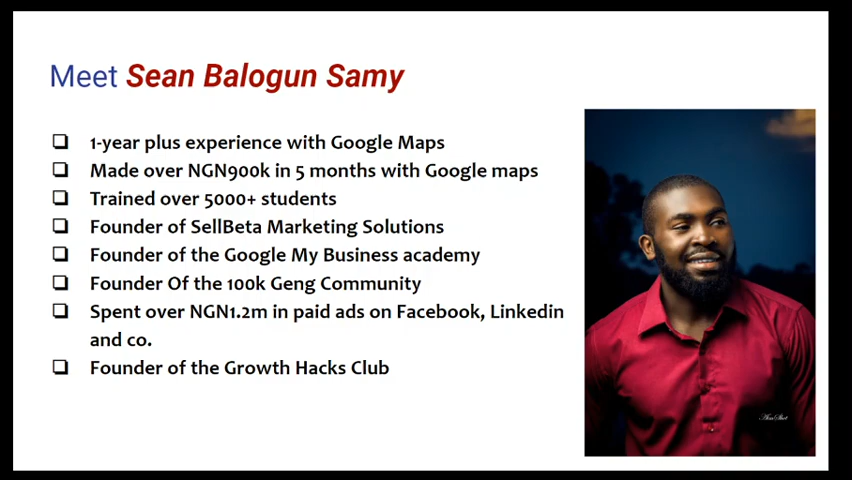 Meet Sean Balogun Samy
1-year plus experience with Google Maps
Made over NGN900k in 5 months with Google maps
Trained over 5000+ students
Founder of SellBeta Marketing Solutions
Founder of the Google My Business academy
Founder Of the 100k Geng Community
Spent over NGN1.2m in paid ads on Facebook, Linkedin
and co.
Founder of the Growth Hacks Club